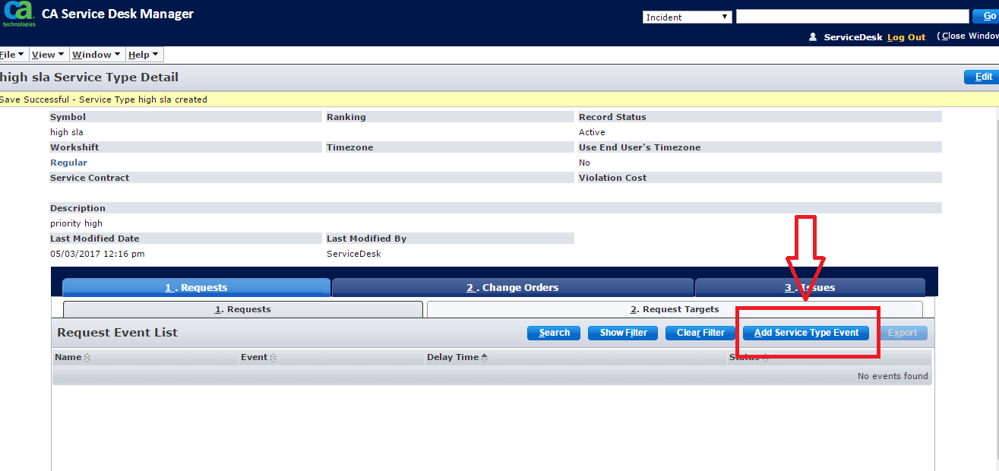 ca technologies CA Service Desk Manager Incident Go
ServiceDesk Log Out (Close Window
File View Window Help
high sla Service Type Detail Edit
Save Successful - Service Type high sla created
Symbol Ranking Record Status
high sla Active
Workshift Timezone Use End User's Timezone
Regular No
Service Contract Violation Cost
Description
priority high
Last Modified Date Last Modified By
05/03/2017 12:16 pm ServiceDesk
1 . Requests 2 . Change Orders 3 . Issues
1. Requests 2. Request Targets
Request Event List Search Show Filter Clear Filter Add Service Type Event Export
Name Event Delay Time Status
No events found